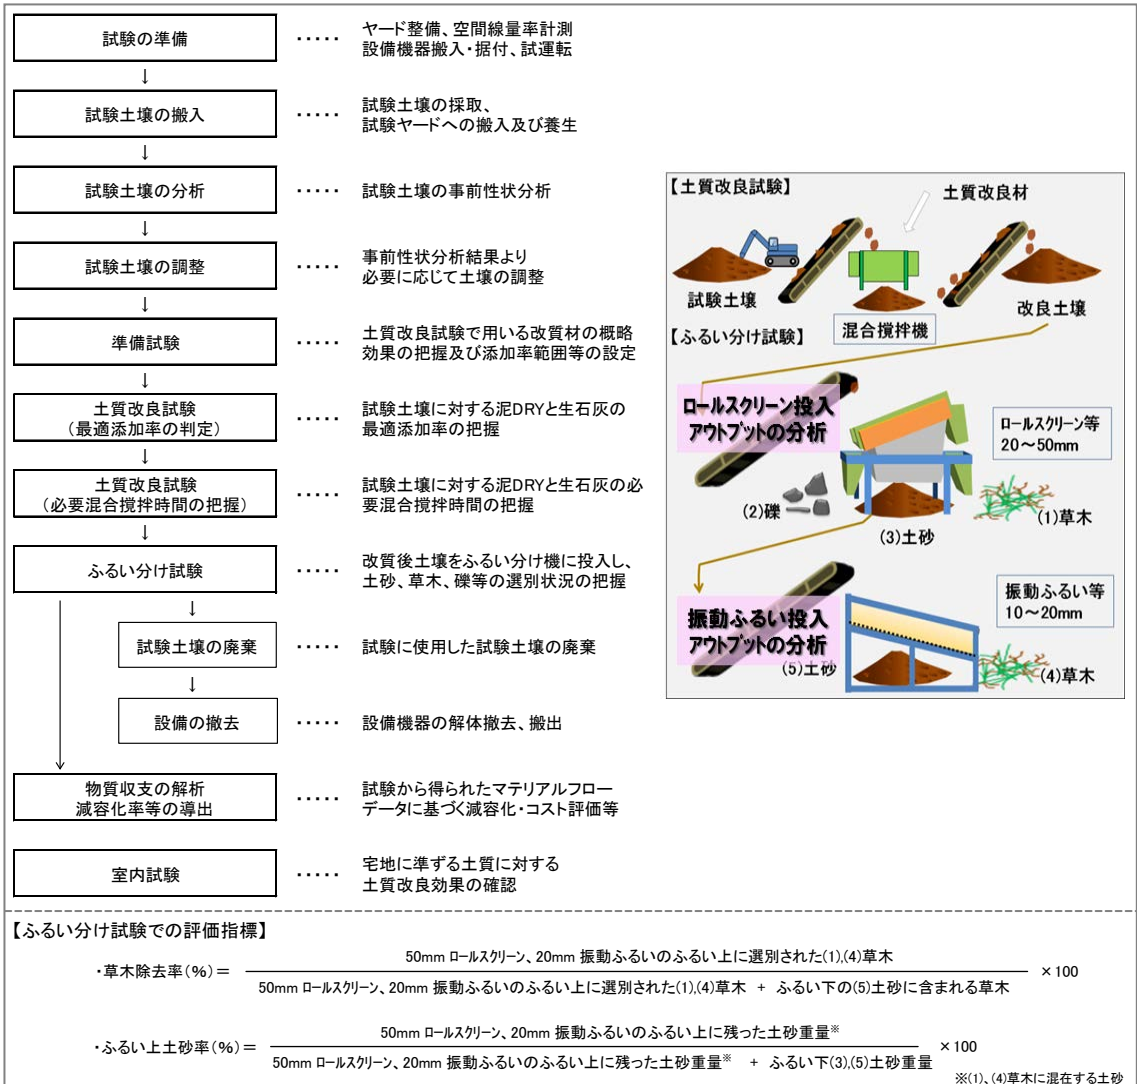 試験の準備
‥‥‥ ヤード整備、空間線量率計測
設備機器搬入・据付、試運転
↓
試験土壌の搬入
‥‥‥ 試験土壌の採取、
試験ヤードへの搬入及び養生
↓
試験土壌の分析
‥‥‥ 試験土壌の事前性状分析
↓
試験土壌の調整
‥‥‥ 事前性状分析結果より
必要に応じて土壌の調整
↓
準備試験
‥‥‥ 土質改良試験で用いる改質材の概略
効果の把握及び添加率範囲等の設定
↓
土質改良試験
(最適添加率の判定)
‥‥‥ 試験土壌に対する泥DRYと生石灰の
最適添加率の把握
↓
土質改良試験
(必要混合撹拌時間の把握)
‥‥‥ 試験土壌に対する泥DRYと生石灰の必
要混合撹拌時間の把握
↓
ふるい分け試験
‥‥‥ 改質後土壌をふるい分け機に投入し、
土砂、草木、礫等の選別状況の把握
↓
試験土壌の廃棄
‥‥‥ 試験に使用した試験土壌の廃棄
↓
設備の撤去
‥‥‥ 設備機器の解体撤去、搬出
物質収支の解析
減容化率等の導出
‥‥‥ 試験から得られたマテリアルフロー
データに基づく減容化・コスト評価等
室内試験
‥‥‥ 宅地に準ずる土質に対する
土質改良効果の確認
【土質改良試験】
土質改良材
試験土壌
混合撹拌機
改良土壌
【ふるい分け試験】
ロールスクリーン投入
アウトプットの分析
ロールスクリーン等
20～50mm
(2)礫
(1)草木
(3)土砂
振動ふるい投入
アウトプットの分析
振動ふるい等
10～20mm
(5)土砂
(4)草木
【ふるい分け試験での評価指標】
・草木除去率(%)＝
50mm ロールスクリーン、20mm 振動ふるいのふるい上に選別された(1),(4)草木
50mm ロールスクリーン、20mm 振動ふるいのふるい上に選別された(1),(4)草木 + ふるい下の(5)土砂に含まれる草木
×100
・ふるい上土砂率(%)＝
50mm ロールスクリーン、20mm 振動ふるいのふるい上に残った土砂重量※
50mm ロールスクリーン、20mm 振動ふるいのふるい上に残った土砂重量※ + ふるい下(3),(5)土砂重量
×100
※(1)、(4)草木に混在する土砂